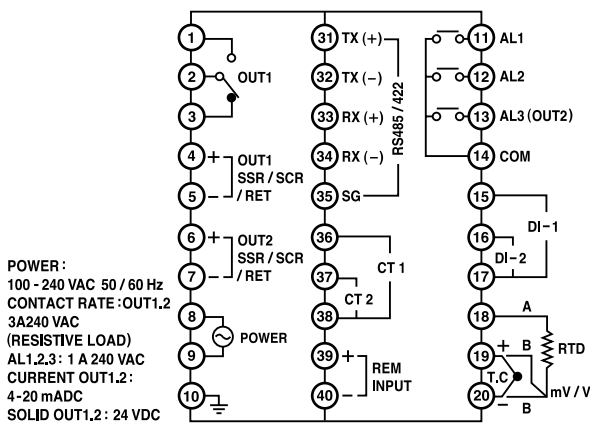 1
2
3
4
5
6
7
8
9
10
OUT1
+ OUT1
SSR / SCR
− / RET
+ OUT2
SSR / SCR
− / RET
POWER
POWER :
100 - 240 VAC 50 / 60 Hz
CONTACT RATE : OUT1.2
3A240 VAC
(RESISTIVE LOAD)
AL1.2.3 : 1 A 240 VAC
CURRENT OUT1.2 :
4-20 mADC
SOLID OUT1.2 : 24 VDC
31 TX (+)
32 TX (−)
33 RX (+)
34 RX (−)
35 SG
RS485 / 422
36
37
38
CT 1
CT 2
39 +
40 −
REM
INPUT
11 AL1
12 AL2
13 AL3 (OUT2)
14 COM
15
16
17
DI-1
DI-2
18 A
19 + B
T.C
20 − B
RTD
mV / V